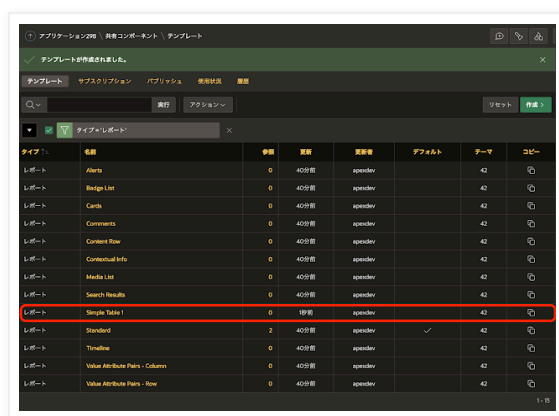 アプリケーション298 \ 共有コンポーネント \ テンプレート
テンプレートが作成されました。
テンプレート サブスクリプション パブリッシュ 使用状況 履歴
実行 アクション リセット 作成
タイプ = 'レポート'
タイプ 名前 参照 更新 更新者 デフォルト テーマ コピー
レポート Alerts 0 40分前 apexdev 42
レポート Badge List 0 40分前 apexdev 42
レポート Cards 0 40分前 apexdev 42
レポート Comments 0 40分前 apexdev 42
レポート Content Row 0 40分前 apexdev 42
レポート Contextual Info 0 40分前 apexdev 42
レポート Media List 0 40分前 apexdev 42
レポート Search Results 0 40分前 apexdev 42
レポート Simple Table 1 0 1秒前 apexdev 42
レポート Standard 2 40分前 apexdev 42
レポート Timeline 0 40分前 apexdev 42
レポート Value Attribute Pairs - Column 0 40分前 apexdev 42
レポート Value Attribute Pairs - Row 0 40分前 apexdev 42
1 - 13